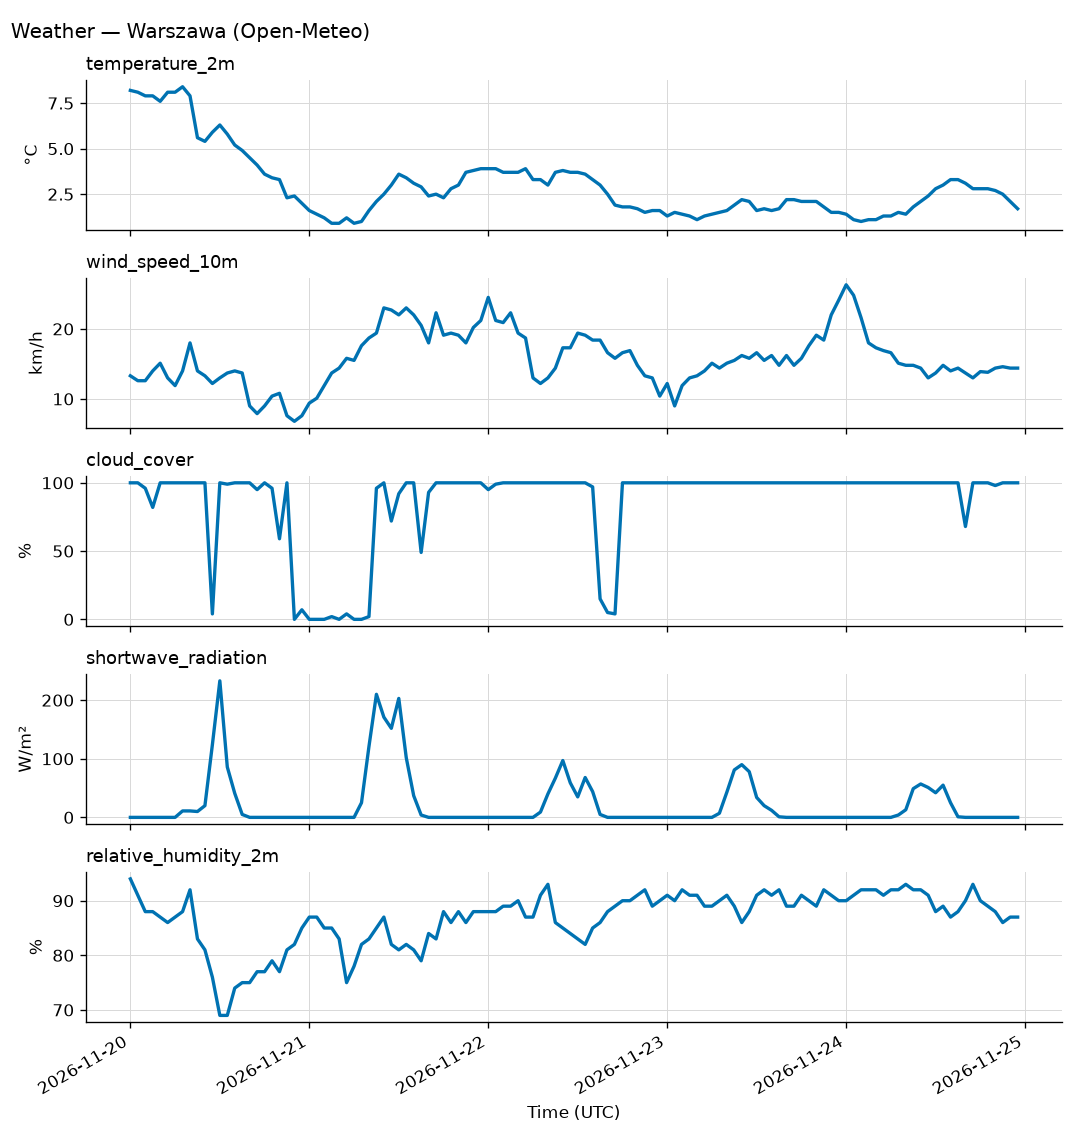 Weather — Warszawa (Open-Meteo)
temperature_2m
7.5
5.0
2.5
°C
wind_speed_10m
20
10
km/h
cloud_cover
100
50
0
%
shortwave_radiation
200
100
0
W/m²
relative_humidity_2m
90
80
70
%
2026-11-20
2026-11-21
2026-11-22
2026-11-23
2026-11-24
2026-11-25
Time (UTC)